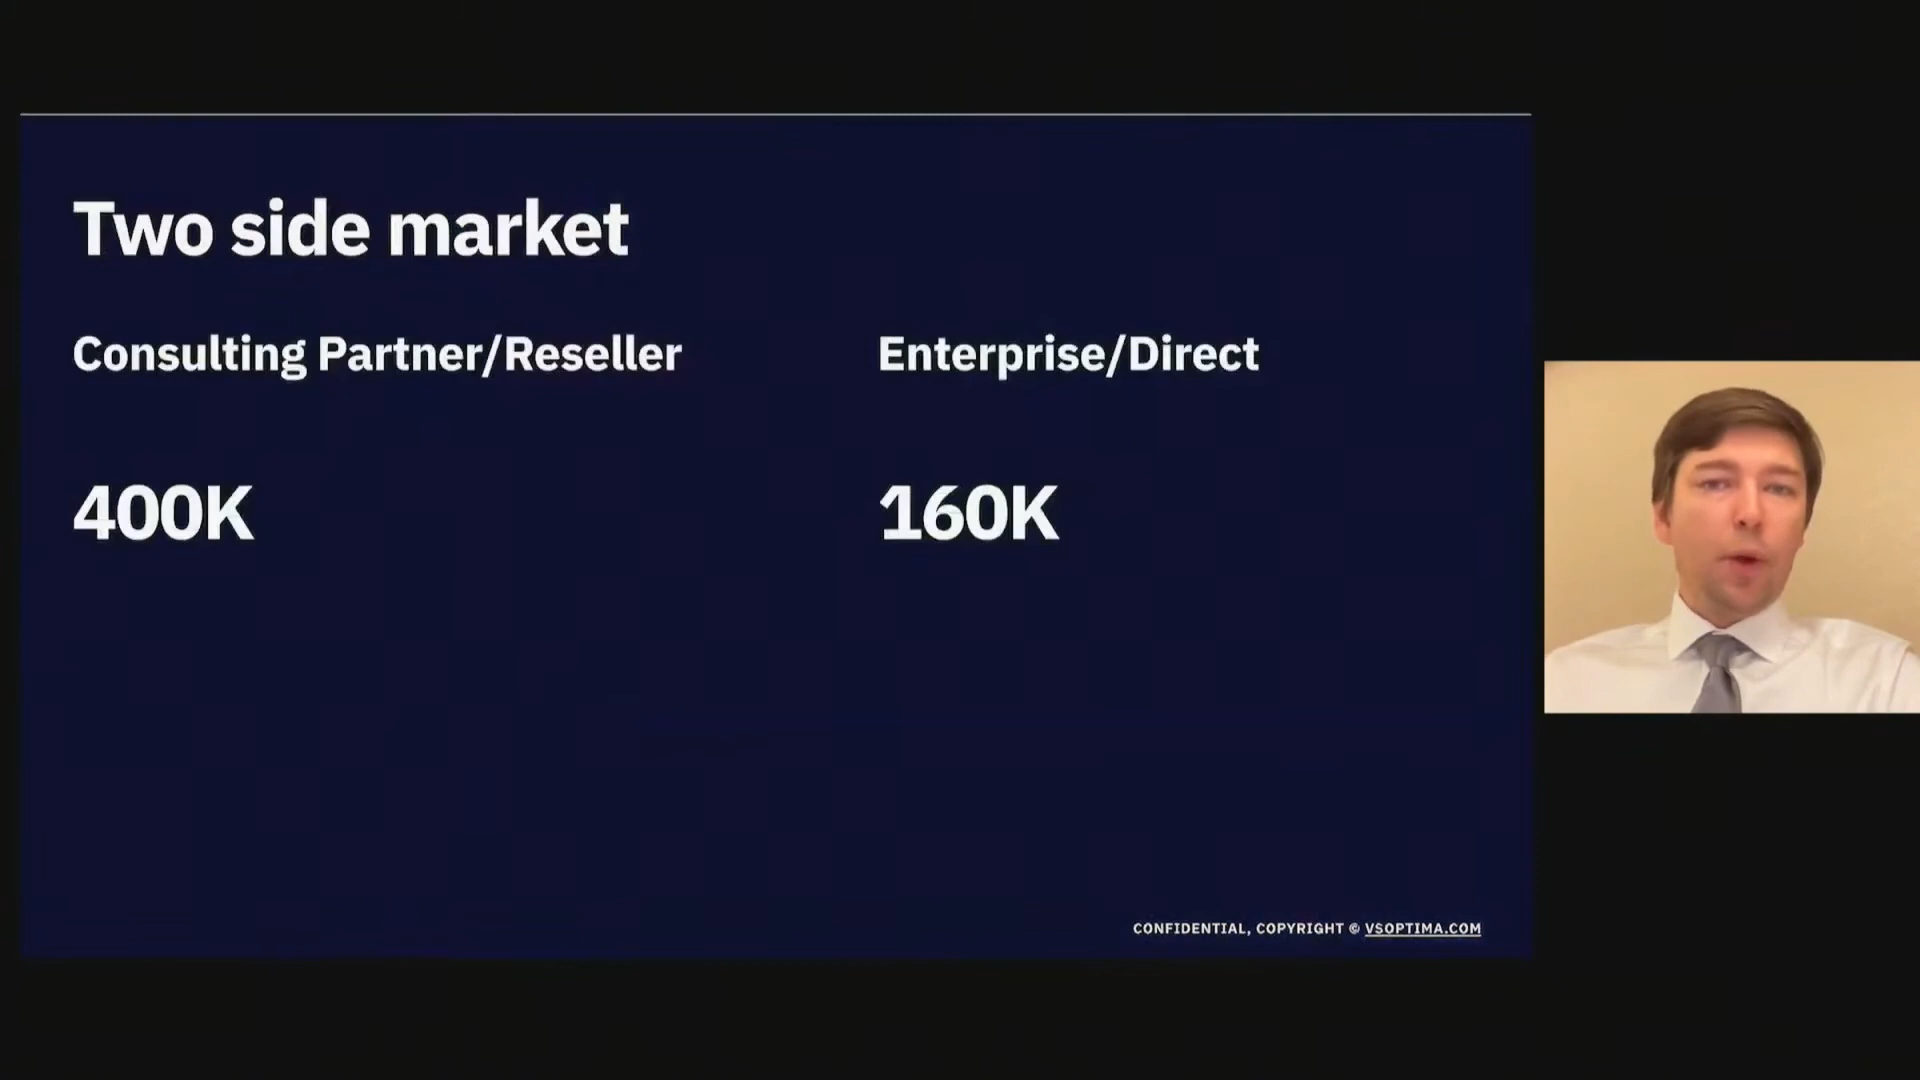 Two side market
Consulting Partner/Reseller
Enterprise/Direct
400K
160K
CONFIDENTIAL, COPYRIGHT © VSOPTIMA.COM